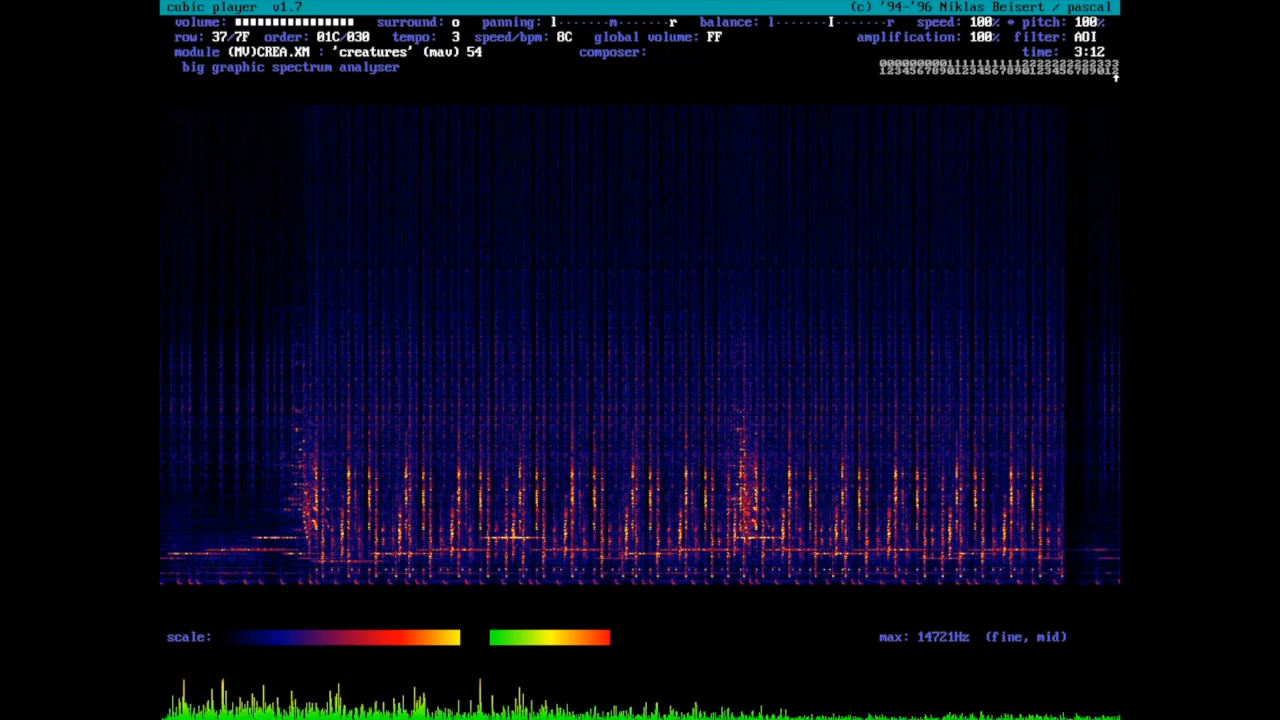 cubic player v1.7 (c) '94-'96 Niklas Beisert / pascal
volume: ■■■■■■■■■■■■■■■■ surround: o panning: l-------m-------r balance: l-------I-------r speed: 100% ♦ pitch: 100%
row: 37/7F order: 01C/030 tempo: 3 speed/bpm: 8C global volume: FF amplification: 100% filter: AOI
module (MV)CREA.XM : 'creatures' (mav) 54 composer: time: 3:12
big graphic spectrum analyser 00000000011111111112222222222333
12345678901234567890123456789012
scale: max: 14721Hz (fine, mid)